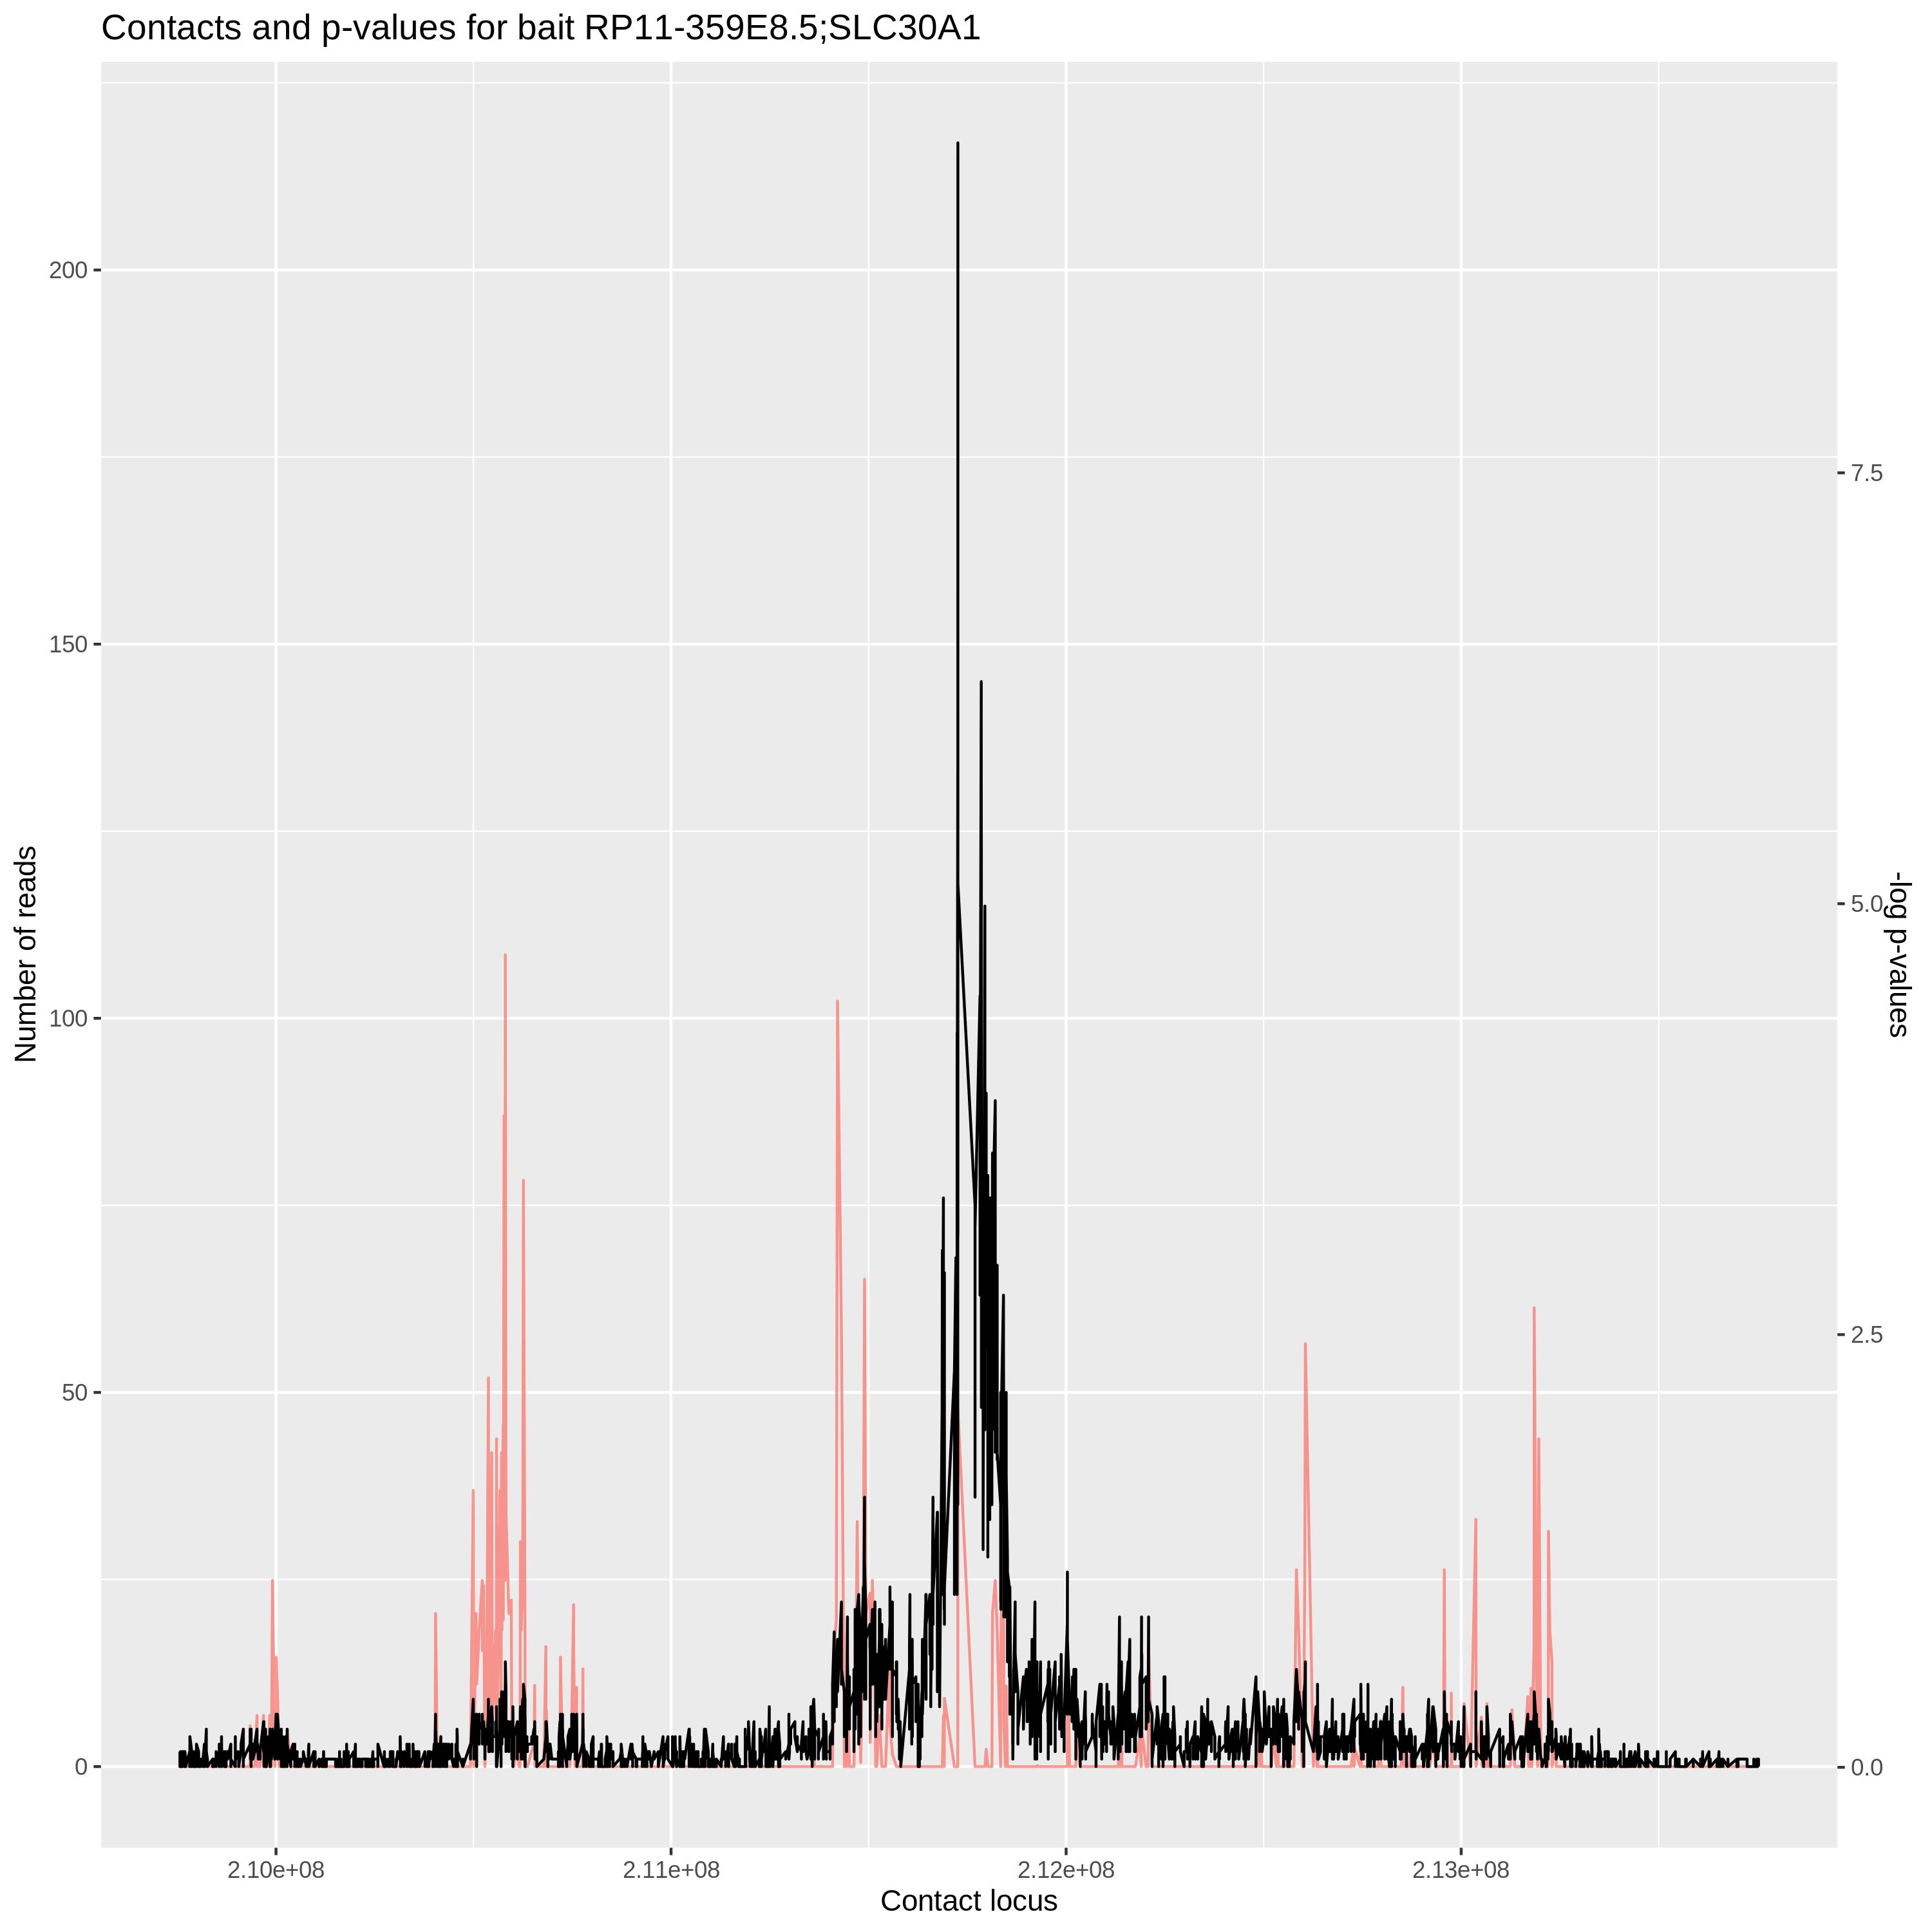 Contacts and p-values for bait RP11-359E8.5;SLC30A1
200
150
100
50
0
Number of reads
7.5
5.0
2.5
0.0
-log p-values
2.10e+08 2.11e+08 2.12e+08 2.13e+08
Contact locus